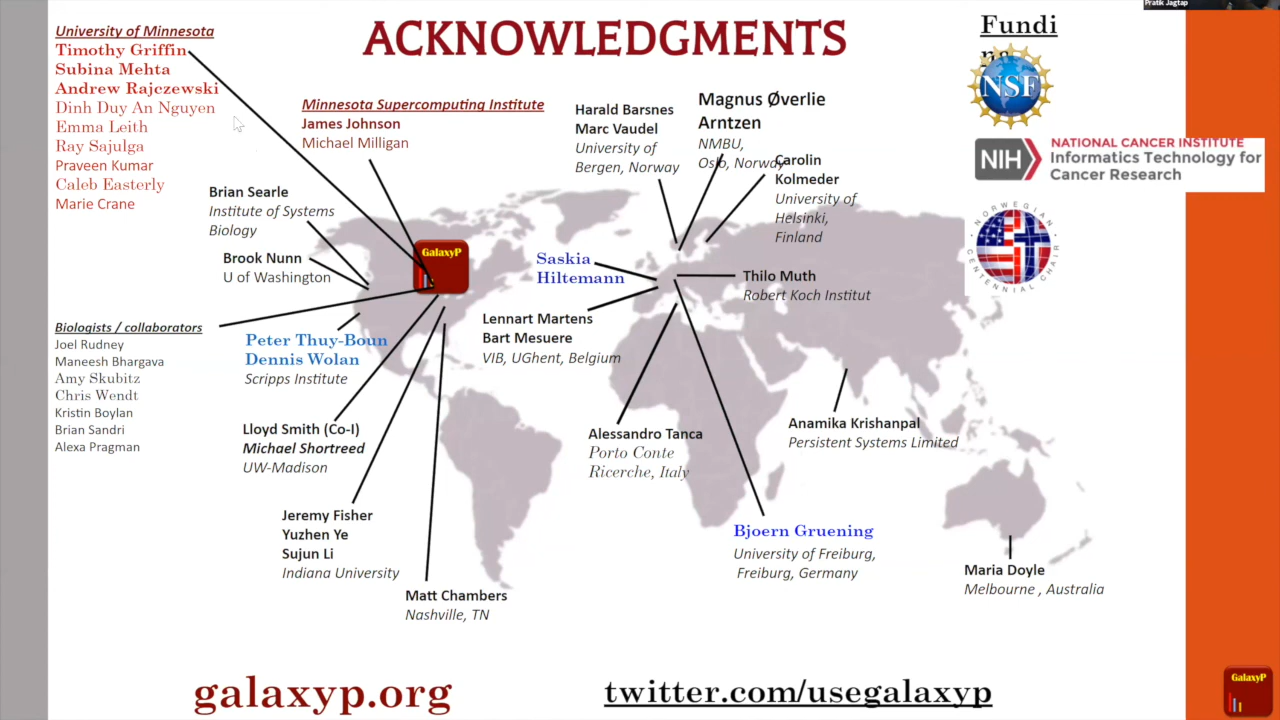 Pratik Jagtap
ACKNOWLEDGMENTS
University of Minnesota
Timothy Griffin
Subina Mehta
Andrew Rajczewski
Dinh Duy An Nguyen
Emma Leith
Ray Sajulga
Praveen Kumar
Caleb Easterly
Marie Crane
Minnesota Supercomputing Institute
James Johnson
Michael Milligan
Harald Barsnes
Marc Vaudel
University of
Bergen, Norway
Magnus Øverlie
Arntzen
NMBU,
Oslo, Norway
Carolin
Kolmeder
University of
Helsinki,
Finland
Fundi
ng
NSF
NIH
NATIONAL CANCER INSTITUTE
Informatics Technology for
Cancer Research
NORWEGIAN
CENTENNIAL CHAIR
Brian Searle
Institute of Systems
Biology
Brook Nunn
U of Washington
GalaxyP
Saskia
Hiltemann
Thilo Muth
Robert Koch Institut
Lennart Martens
Bart Mesuere
VIB, UGhent, Belgium
Biologists / collaborators
Joel Rudney
Maneesh Bhargava
Amy Skubitz
Chris Wendt
Kristin Boylan
Brian Sandri
Alexa Pragman
Peter Thuy-Boun
Dennis Wolan
Scripps Institute
Lloyd Smith (Co-I)
Michael Shortreed
UW-Madison
Alessandro Tanca
Porto Conte
Ricerche, Italy
Anamika Krishanpal
Persistent Systems Limited
Jeremy Fisher
Yuzhen Ye
Sujun Li
Indiana University
Bjoern Gruening
University of Freiburg,
Freiburg, Germany
Matt Chambers
Nashville, TN
Maria Doyle
Melbourne , Australia
galaxyp.org
twitter.com/usegalaxyp
GalaxyP